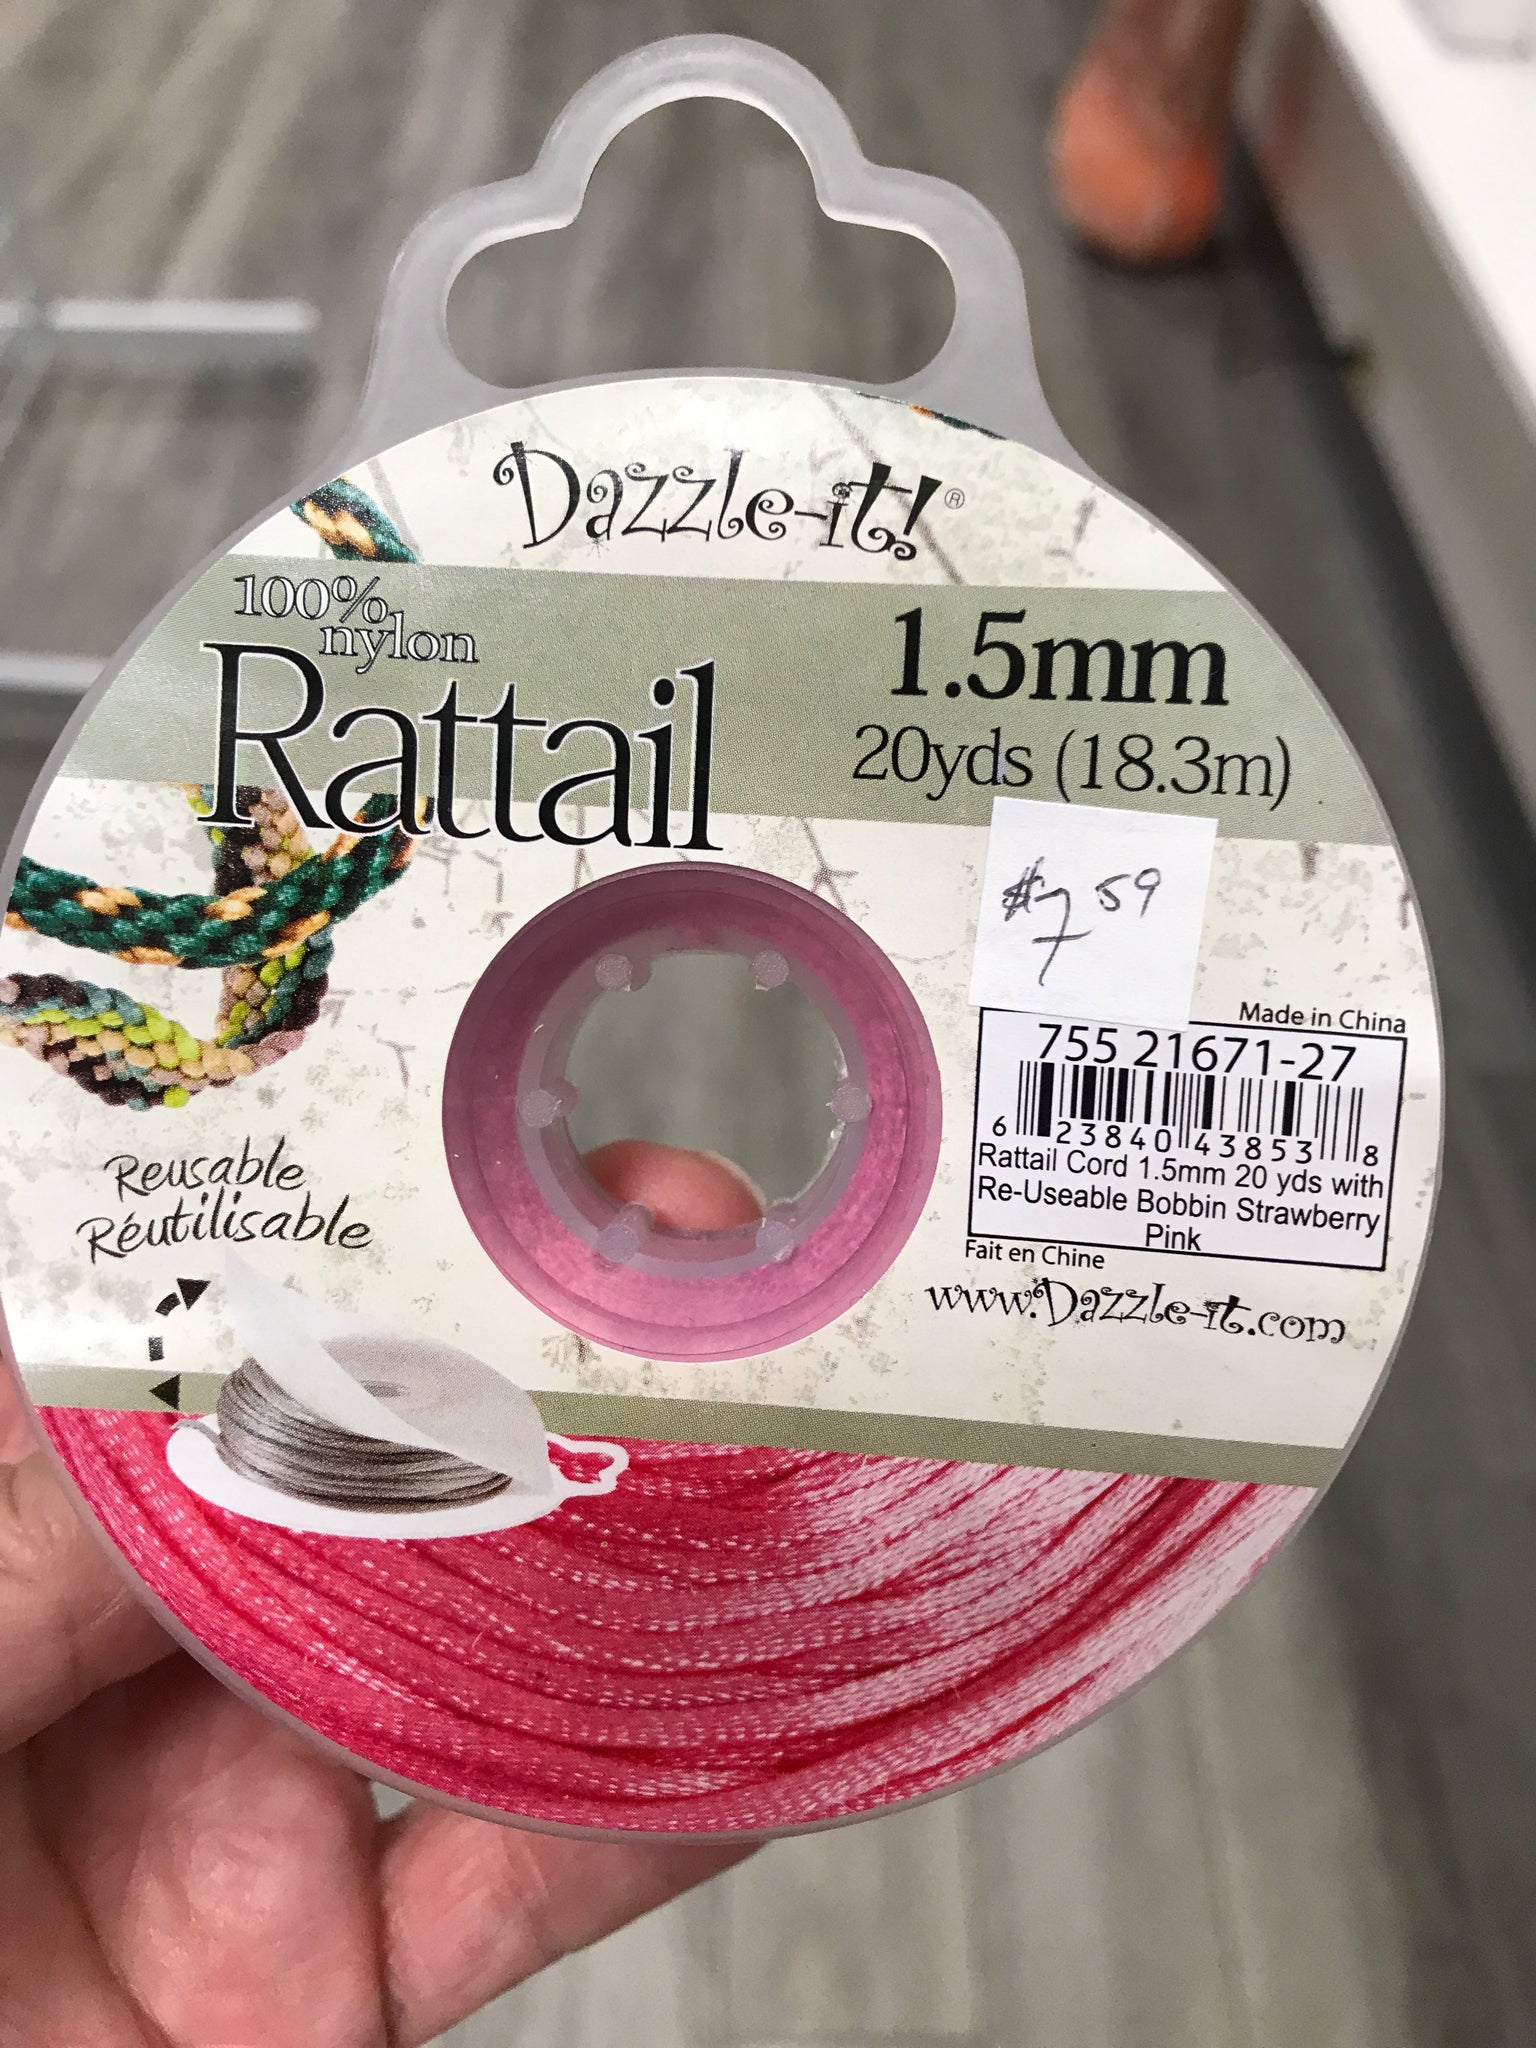 Dazzle-it!®
100%
nylon
Rattail
1.5mm
20yds (18.3m)
$7 59
Made in China
755 21671-27
6 23840 43853 8
Rattail Cord 1.5mm 20 yds with
Re-Useable Bobbin Strawberry
Pink
Fait en Chine
www.Dazzle-it.com
Reusable
Réutilisable